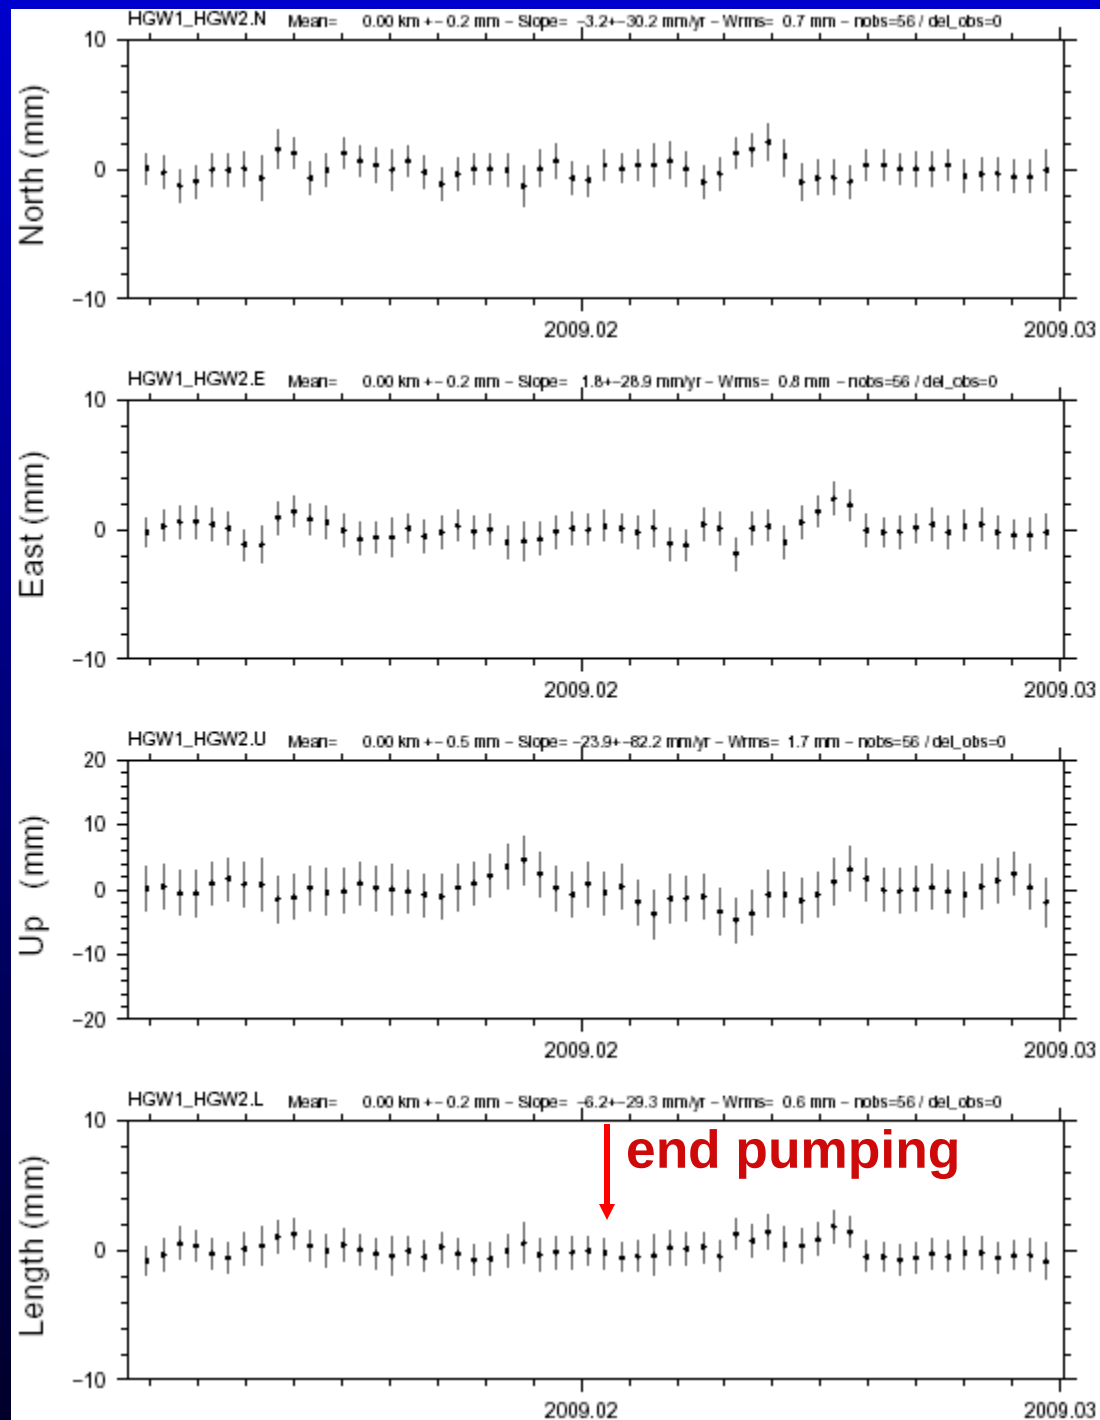 HGW1_HGW2.N Mean= 0.00 km +− 0.2 mm − Slope= −3.2+−30.2 mm/yr − Wrms= 0.7 mm − nobs=56 / del_obs=0
10
North (mm)
0
−10
2009.02 2009.03
HGW1_HGW2.E Mean= 0.00 km +− 0.2 mm − Slope= 1.8+−28.9 mm/yr − Wrms= 0.8 mm − nobs=56 / del_obs=0
10
East (mm)
0
−10
2009.02 2009.03
HGW1_HGW2.U Mean= 0.00 km +− 0.5 mm − Slope= −23.9+−82.2 mm/yr − Wrms= 1.7 mm − nobs=56 / del_obs=0
20
10
Up (mm)
0
−10
−20
2009.02 2009.03
HGW1_HGW2.L Mean= 0.00 km +− 0.2 mm − Slope= −6.2+−29.3 mm/yr − Wrms= 0.6 mm − nobs=56 / del_obs=0
10
end pumping
Length (mm)
0
−10
2009.02 2009.03